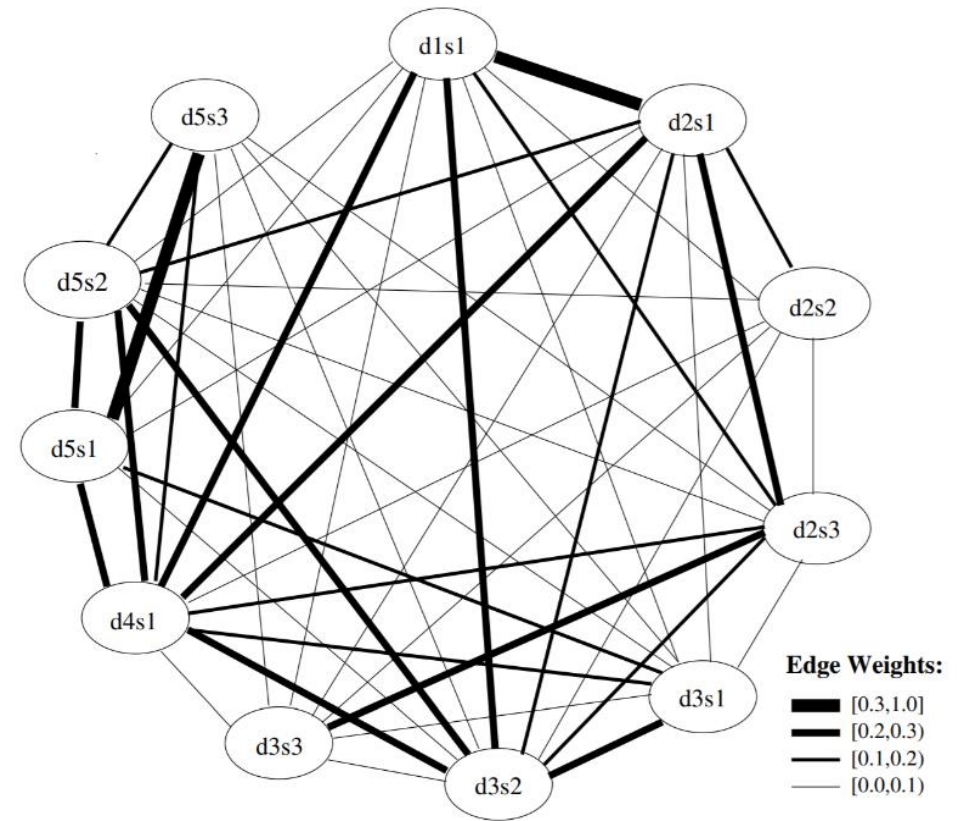 d1s1
d5s3
d2s1
d5s2
d2s2
d5s1
d2s3
d4s1
d3s1
d3s3
d3s2
Edge Weights:
[0.3,1.0]
[0.2,0.3)
[0.1,0.2)
[0.0,0.1)